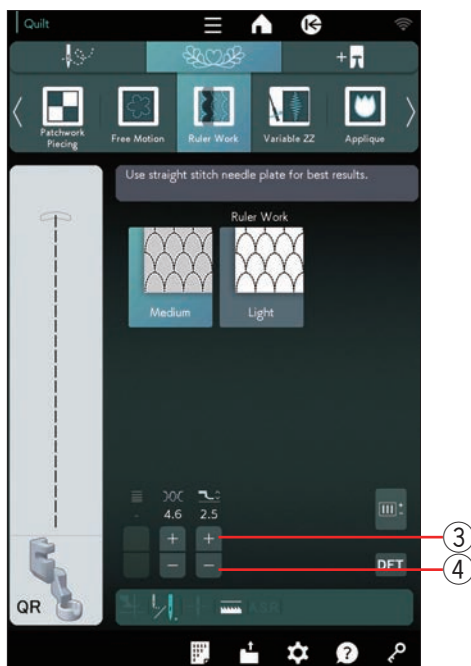 Quilt
Patchwork
Piecing
Free Motion
Ruler Work
Variable ZZ
Applique
Use straight stitch needle plate for best results.
Ruler Work
Medium
Light
- 4.6 2.5
+ +
③
- -
④
DFT
QR
A.S.R.
?